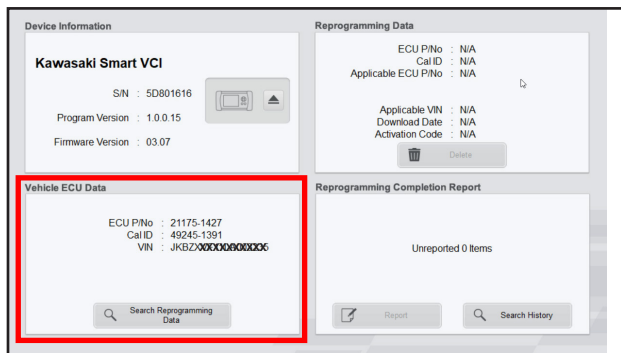 Device Information
Kawasaki Smart VCI
S/N : 5D801616
Program Version : 1.0.0.15
Firmware Version : 03.07
Reprogramming Data
ECU P/No : N/A
Cal ID : N/A
Applicable ECU P/No : N/A
Applicable VIN : N/A
Download Date : N/A
Activation Code : N/A
Delete
Vehicle ECU Data
ECU P/No : 21175-1427
Cal ID : 49245-1391
VIN :
Search Reprogramming
Data
Reprogramming Completion Report
Unreported 0 Items
Report
Search History